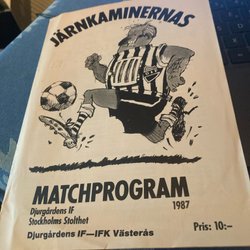 JÄRNKAMINERNAS
MATCHPROGRAM
1987
Djurgårdens IF
Stockholms Stolthet
Pris: 10:-
Djurgårdens IF—IFK Västerås